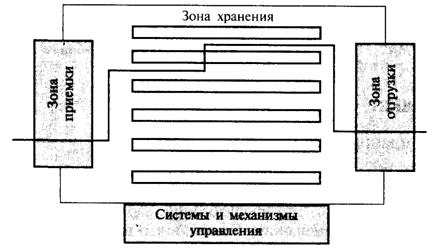 Зона хранения
Зона
приемки
Зона
отгрузки
Системы и механизмы
управления